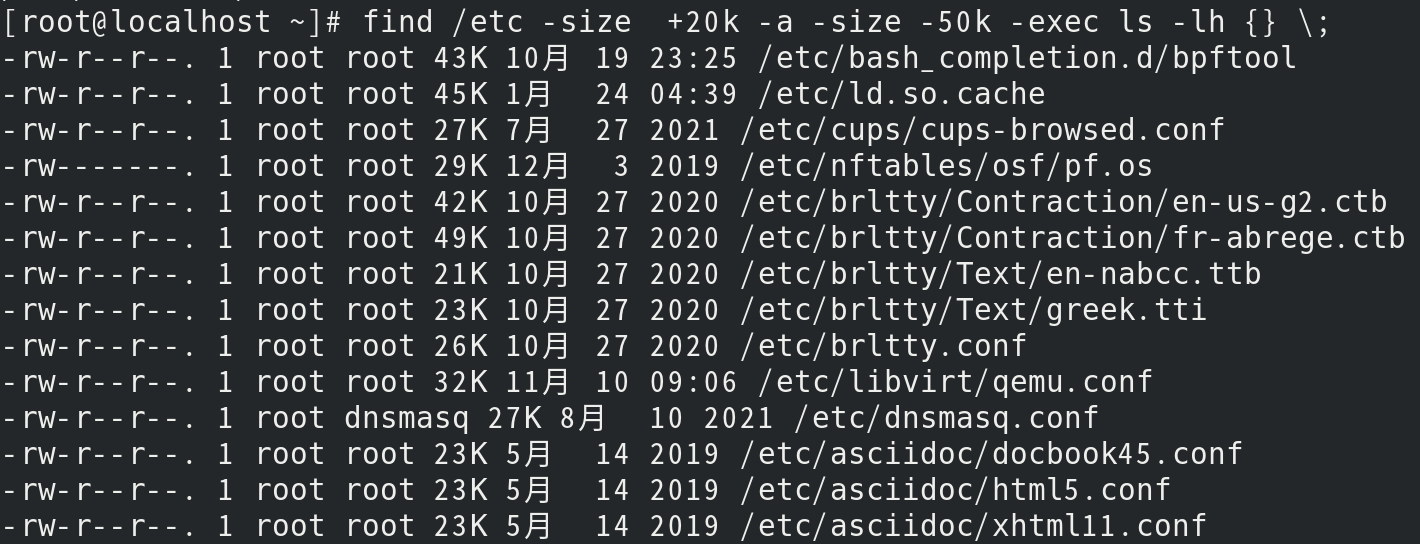 [root@localhost ~]# find /etc -size  +20k -a -size -50k -exec ls -lh {} \;
-rw-r--r--. 1 root root 43K 10月 19 23:25 /etc/bash_completion.d/bpftool
-rw-r--r--. 1 root root 45K 1月  24 04:39 /etc/ld.so.cache
-rw-r--r--. 1 root root 27K 7月  27 2021 /etc/cups/cups-browsed.conf
-rw-------. 1 root root 29K 12月  3 2019 /etc/nftables/osf/pf.os
-rw-r--r--. 1 root root 42K 10月 27 2020 /etc/brltty/Contraction/en-us-g2.ctb
-rw-r--r--. 1 root root 49K 10月 27 2020 /etc/brltty/Contraction/fr-abrege.ctb
-rw-r--r--. 1 root root 21K 10月 27 2020 /etc/brltty/Text/en-nabcc.ttb
-rw-r--r--. 1 root root 23K 10月 27 2020 /etc/brltty/Text/greek.tti
-rw-r--r--. 1 root root 26K 10月 27 2020 /etc/brltty.conf
-rw-r--r--. 1 root root 32K 11月 10 09:06 /etc/libvirt/qemu.conf
-rw-r--r--. 1 root dnsmasq 27K 8月  10 2021 /etc/dnsmasq.conf
-rw-r--r--. 1 root root 23K 5月  14 2019 /etc/asciidoc/docbook45.conf
-rw-r--r--. 1 root root 23K 5月  14 2019 /etc/asciidoc/html5.conf
-rw-r--r--. 1 root root 23K 5月  14 2019 /etc/asciidoc/xhtml11.conf